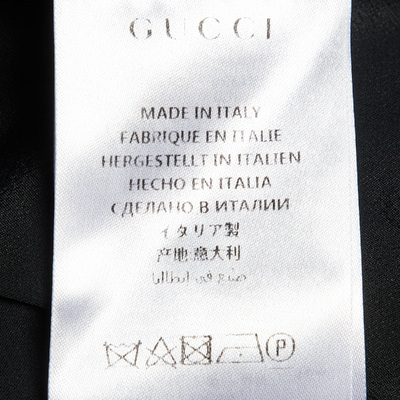 GUCCI
MADE IN ITALY
FABRIQUE EN ITALIE
HERGESTELLT IN ITALIEN
HECHO EN ITALIA
СДЕЛАНО В ИТАЛИИ
イタリア製
产地:意大利
صنع في ايطاليا
P